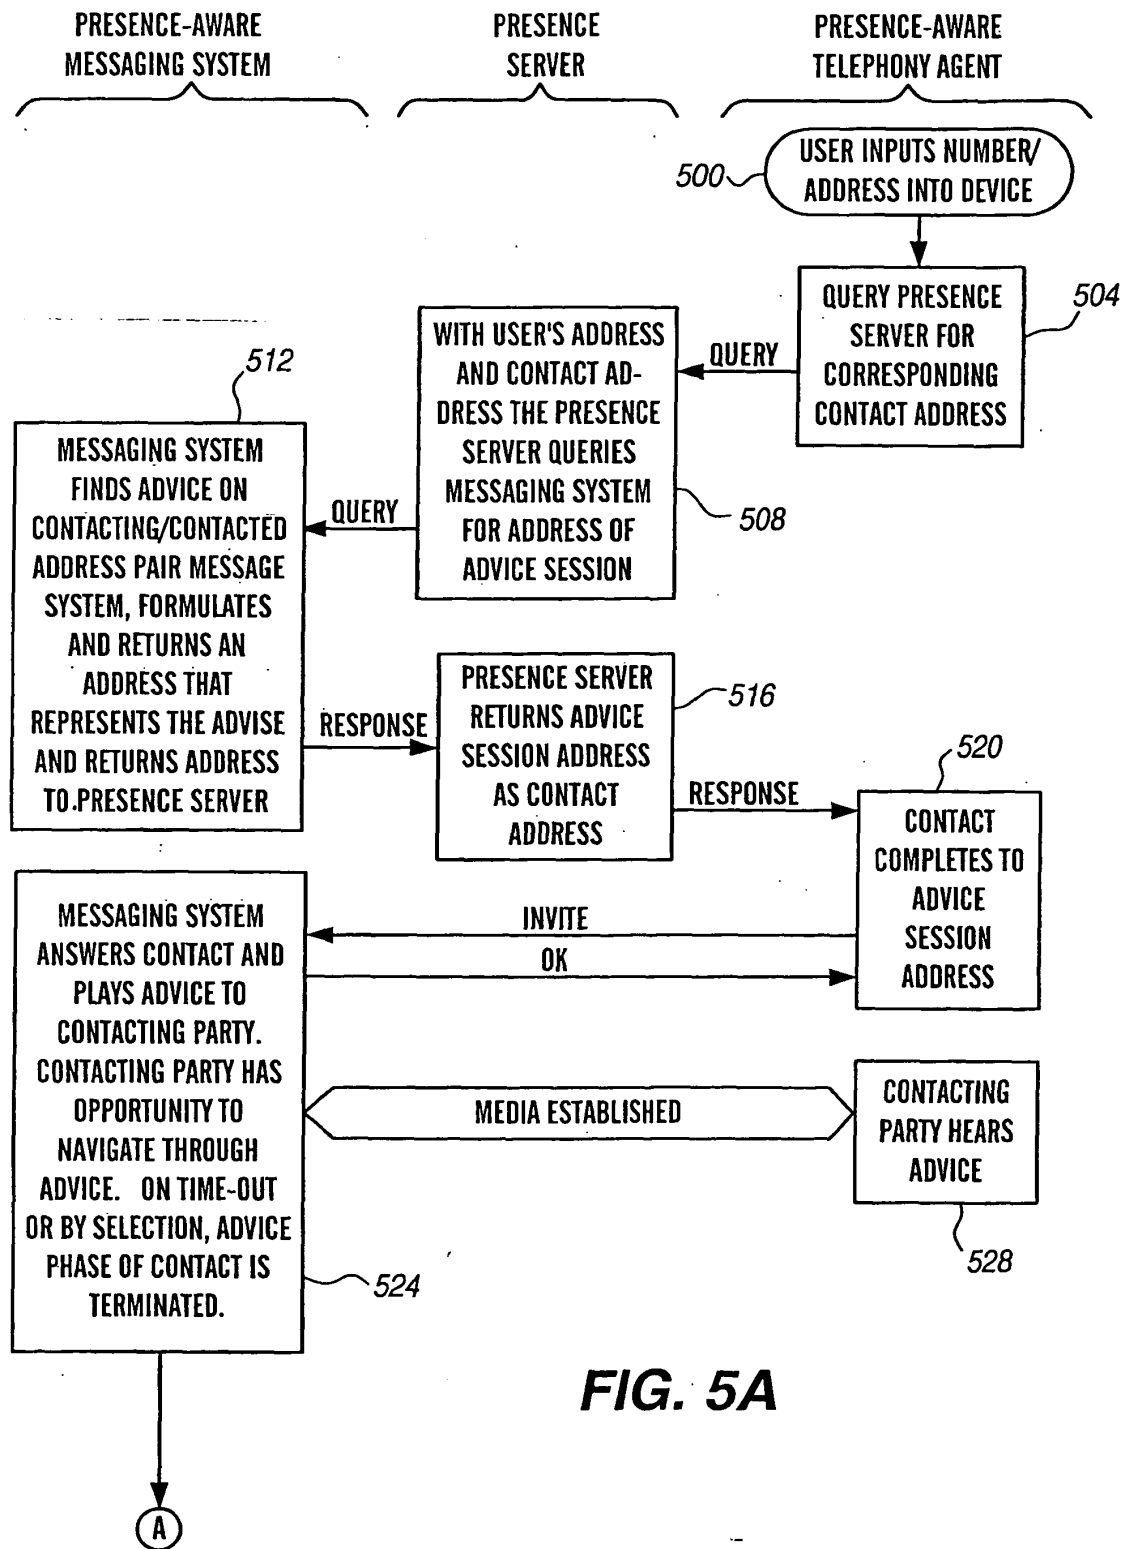 PRESENCE-AWARE
MESSAGING SYSTEM
PRESENCE
SERVER
PRESENCE-AWARE
TELEPHONY AGENT
500
USER INPUTS NUMBER/
ADDRESS INTO DEVICE
504
QUERY PRESENCE
SERVER FOR
CORRESPONDING
CONTACT ADDRESS
QUERY
WITH USER'S ADDRESS
AND CONTACT AD-
DRESS THE PRESENCE
SERVER QUERIES
MESSAGING SYSTEM
FOR ADDRESS OF
ADVICE SESSION
508
QUERY
512
MESSAGING SYSTEM
FINDS ADVICE ON
CONTACTING/CONTACTED
ADDRESS PAIR MESSAGE
SYSTEM, FORMULATES
AND RETURNS AN
ADDRESS THAT
REPRESENTS THE ADVISE
AND RETURNS ADDRESS
TO PRESENCE SERVER
RESPONSE
PRESENCE SERVER
RETURNS ADVICE
SESSION ADDRESS
AS CONTACT
ADDRESS
516
RESPONSE
520
CONTACT
COMPLETES TO
ADVICE
SESSION
ADDRESS
INVITE
OK
MESSAGING SYSTEM
ANSWERS CONTACT AND
PLAYS ADVICE TO
CONTACTING PARTY.
CONTACTING PARTY HAS
OPPORTUNITY TO
NAVIGATE THROUGH
ADVICE. ON TIME-OUT
OR BY SELECTION, ADVICE
PHASE OF CONTACT IS
TERMINATED.
524
MEDIA ESTABLISHED
CONTACTING
PARTY HEARS
ADVICE
528
FIG. 5A
A